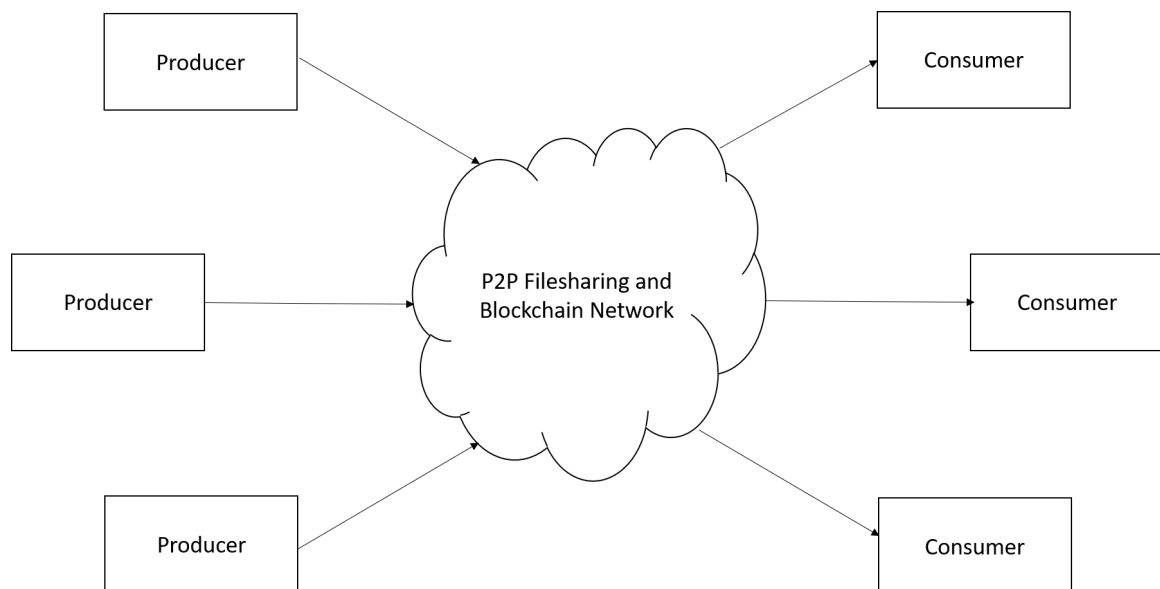 Producer
Consumer
Producer
P2P Filesharing and
Blockchain Network
Consumer
Producer
Consumer